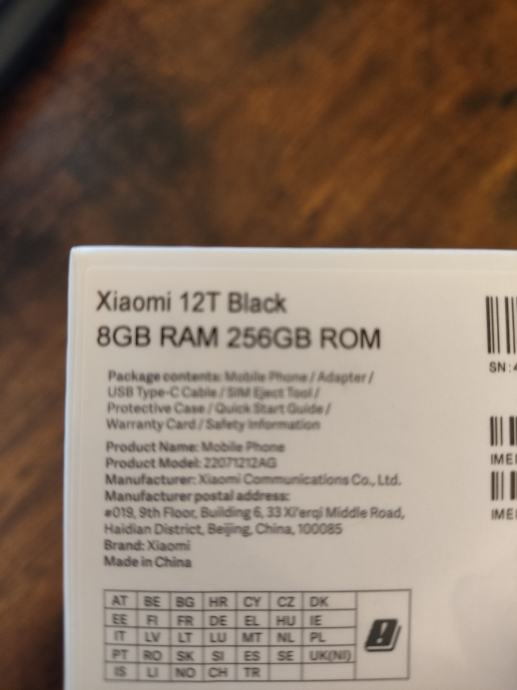 Xiaomi 12T Black
8GB RAM 256GB ROM
SN:
Package contents: Mobile Phone / Adapter /
USB Type-C Cable / SIM Eject Tool /
Protective Case / Quick Start Guide /
Warranty Card / Safety Information
Product Name: Mobile Phone
Product Model: 22071212AG
Manufacturer: Xiaomi Communications Co., Ltd.
Manufacturer postal address:
#019, 9th Floor, Building 6, 33 Xi'erqi Middle Road,
Haidian District, Beijing, China, 100085
Brand: Xiaomi
Made in China
IMEI
IMEI
AT BE BG HR CY CZ DK
EE FI FR DE EL HU IE
IT LV LT LU MT NL PL
PT RO SK SI ES SE UK(NI)
IS LI NO CH TR